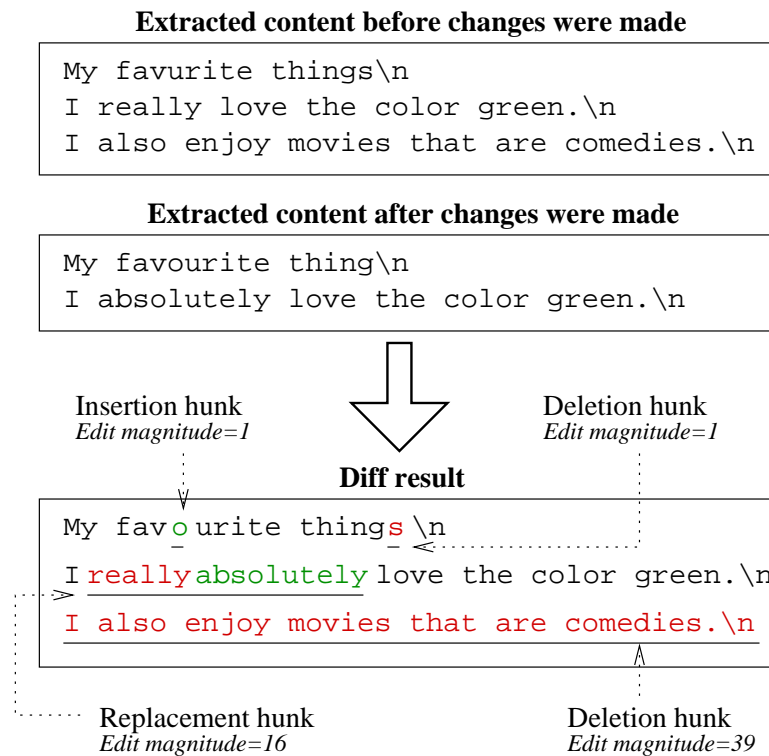 Extracted content before changes were made
My favurite things\n
I really love the color green.\n
I also enjoy movies that are comedies.\n
Extracted content after changes were made
My favourite thing\n
I absolutely love the color green.\n
Insertion hunk
Edit magnitude=1
Deletion hunk
Edit magnitude=1
Diff result
My favourite things\n
I reallyabsolutely love the color green.\n
I also enjoy movies that are comedies.\n
Replacement hunk
Edit magnitude=16
Deletion hunk
Edit magnitude=39